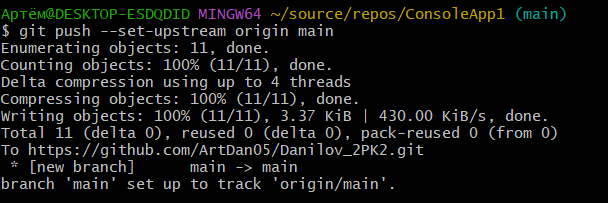 Артём@DESKTOP-ESDQDID MINGW64 ~/source/repos/ConsoleApp1 (main)
$ git push --set-upstream origin main
Enumerating objects: 11, done.
Counting objects: 100% (11/11), done.
Delta compression using up to 4 threads
Compressing objects: 100% (9/9), done.
Writing objects: 100% (11/11), 3.37 KiB | 430.00 KiB/s, done.
Total 11 (delta 0), reused 0 (delta 0), pack-reused 0 (from 0)
To https://github.com/ArtDan05/Danilov_2PK2.git
 * [new branch]      main -> main
branch 'main' set up to track 'origin/main'.